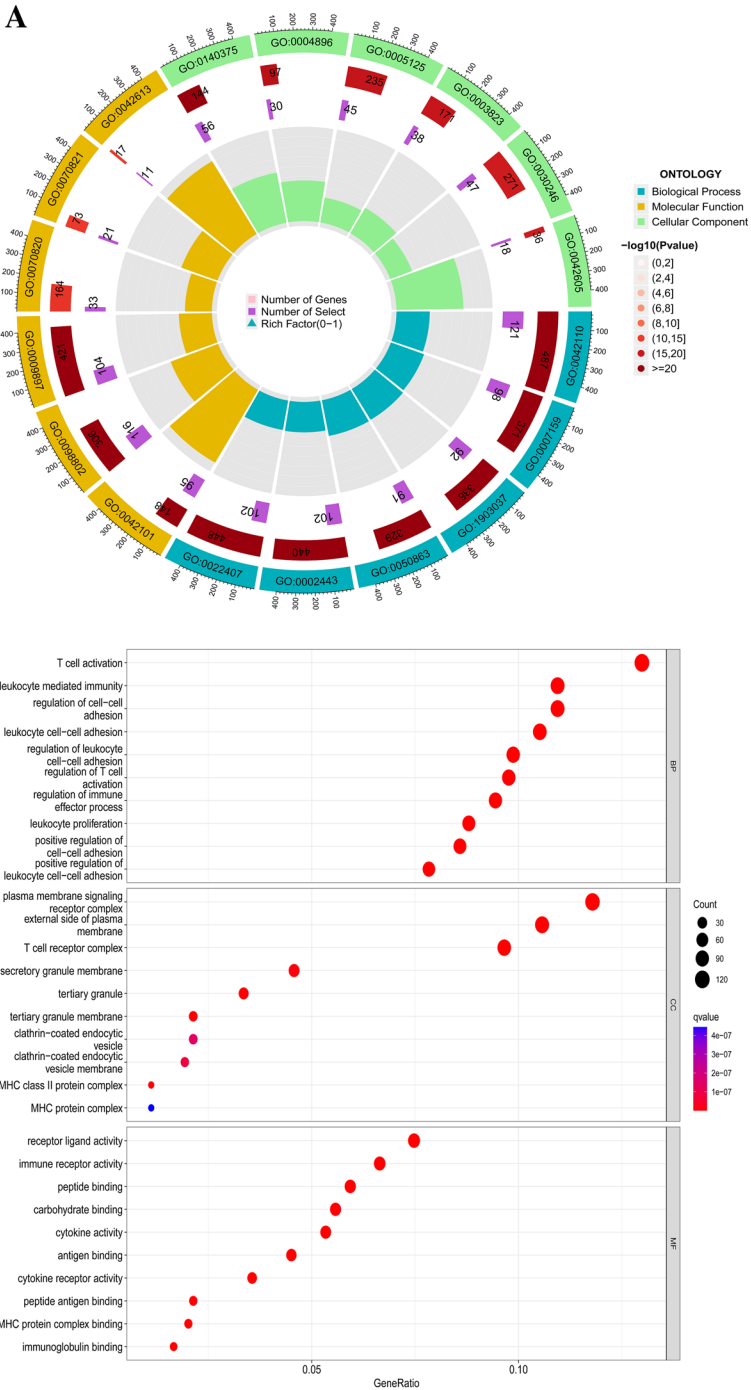 A
GO:0140375
GO:0004896
GO:0005125
GO:0003823
GO:0030246
GO:0042605
GO:0042110
GO:0007159
GO:1903037
GO:0050863
GO:0002443
GO:0022407
GO:0042101
GO:0098802
GO:0009897
GO:0070820
GO:0070821
GO:0042613
144
97
235
171
271
36
487
371
336
329
440
448
148
306
421
164
73
17
56
30
45
38
47
18
121
98
92
91
102
102
95
116
104
33
21
11
100 200 300 400
Number of Genes
Number of Select
Rich Factor(0−1)
ONTOLOGY
Biological Process
Molecular Function
Cellular Component
−log10(Pvalue)
(0,2]
(2,4]
(4,6]
(6,8]
(8,10]
(10,15]
(15,20]
>=20
T cell activation
leukocyte mediated immunity
regulation of cell−cell
adhesion
leukocyte cell−cell adhesion
regulation of leukocyte
cell−cell adhesion
regulation of T cell
activation
regulation of immune
effector process
leukocyte proliferation
positive regulation of
cell−cell adhesion
positive regulation of
leukocyte cell−cell adhesion
BP
plasma membrane signaling
receptor complex
external side of plasma
membrane
T cell receptor complex
secretory granule membrane
tertiary granule
tertiary granule membrane
clathrin−coated endocytic
vesicle
clathrin−coated endocytic
vesicle membrane
MHC class II protein complex
MHC protein complex
CC
receptor ligand activity
immune receptor activity
peptide binding
carbohydrate binding
cytokine activity
antigen binding
cytokine receptor activity
peptide antigen binding
MHC protein complex binding
immunoglobulin binding
MF
0.05
0.10
GeneRatio
Count
30
60
90
120
qvalue
4e−07
3e−07
2e−07
1e−07